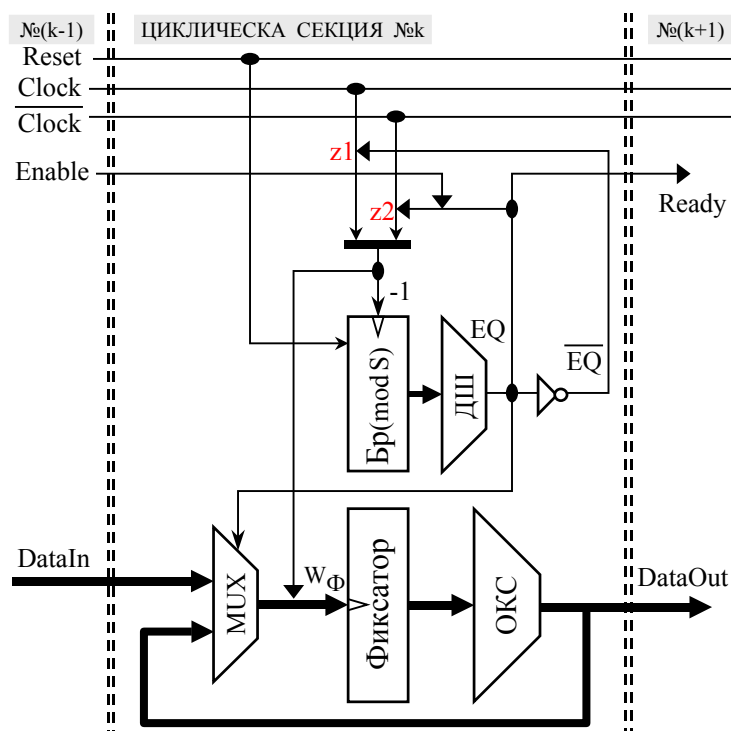 №(k-1)
ЦИКЛИЧЕСКА СЕКЦИЯ №k
№(k+1)
Reset
Clock
Clock
z1
Enable
z2
Ready
-1
EQ
EQ
Бр(mod S)
ДШ
DataIn
MUX
WФ
Фиксатор
ОКС
DataOut